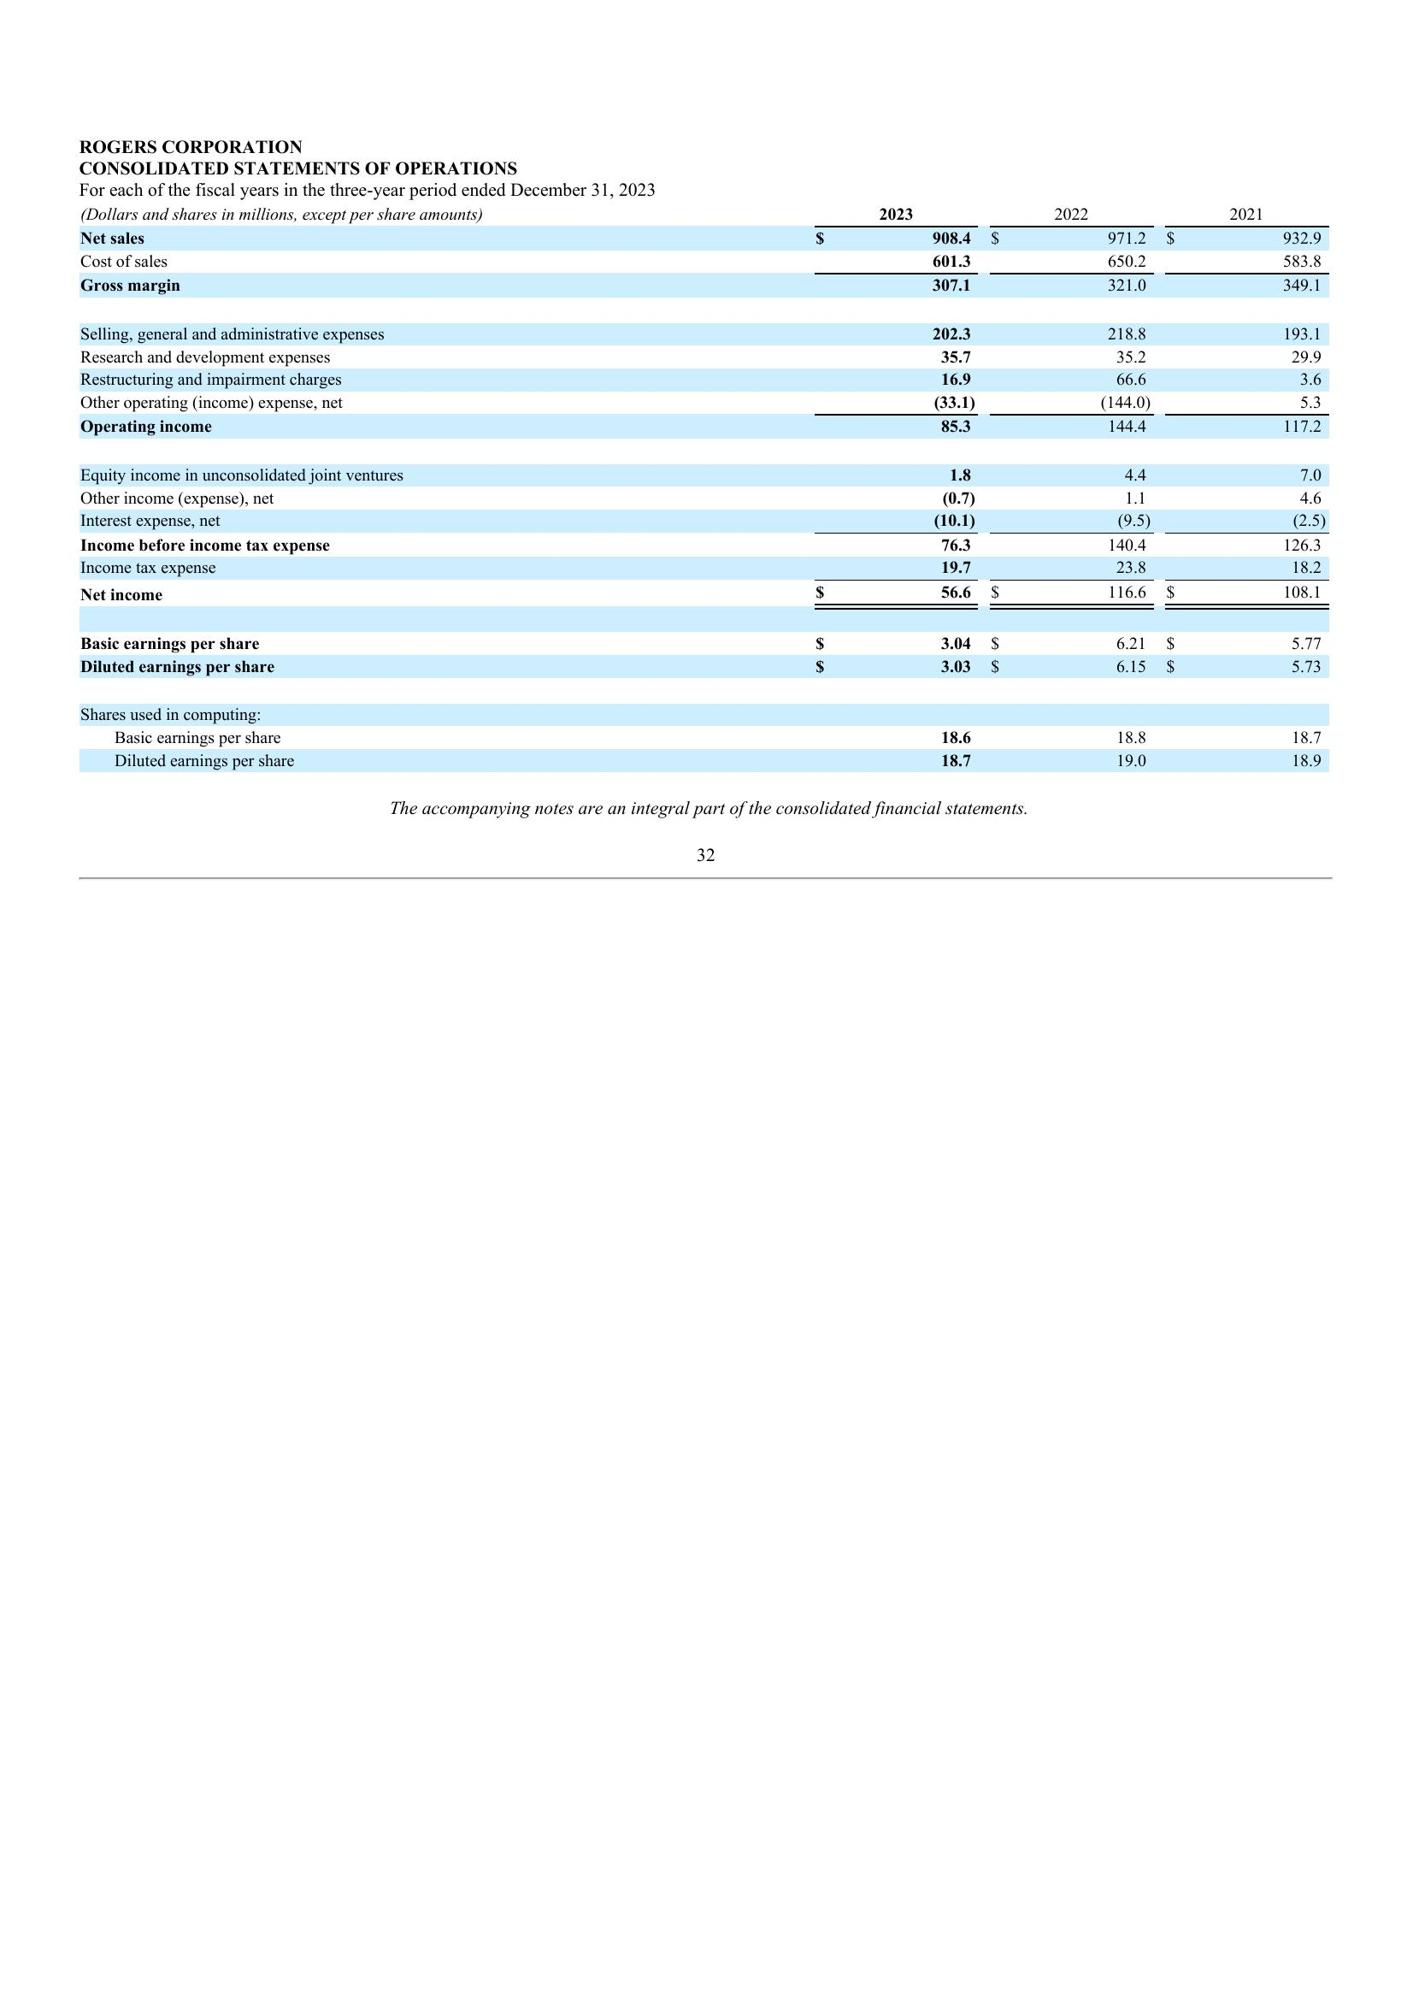 ROGERS CORPORATION
CONSOLIDATED STATEMENTS OF OPERATIONS
For each of the fiscal years in the three-year period ended December 31, 2023
(Dollars and shares in millions, except per share amounts) 2023 2022 2021
Net sales $ 908.4 $ 971.2 $ 932.9
Cost of sales 601.3 650.2 583.8
Gross margin 307.1 321.0 349.1
Selling, general and administrative expenses 202.3 218.8 193.1
Research and development expenses 35.7 35.2 29.9
Restructuring and impairment charges 16.9 66.6 3.6
Other operating (income) expense, net (33.1) (144.0) 5.3
Operating income 85.3 144.4 117.2
Equity income in unconsolidated joint ventures 1.8 4.4 7.0
Other income (expense), net (0.7) 1.1 4.6
Interest expense, net (10.1) (9.5) (2.5)
Income before income tax expense 76.3 140.4 126.3
Income tax expense 19.7 23.8 18.2
Net income $ 56.6 $ 116.6 $ 108.1
Basic earnings per share $ 3.04 $ 6.21 $ 5.77
Diluted earnings per share $ 3.03 $ 6.15 $ 5.73
Shares used in computing:
Basic earnings per share 18.6 18.8 18.7
Diluted earnings per share 18.7 19.0 18.9
The accompanying notes are an integral part of the consolidated financial statements.
32